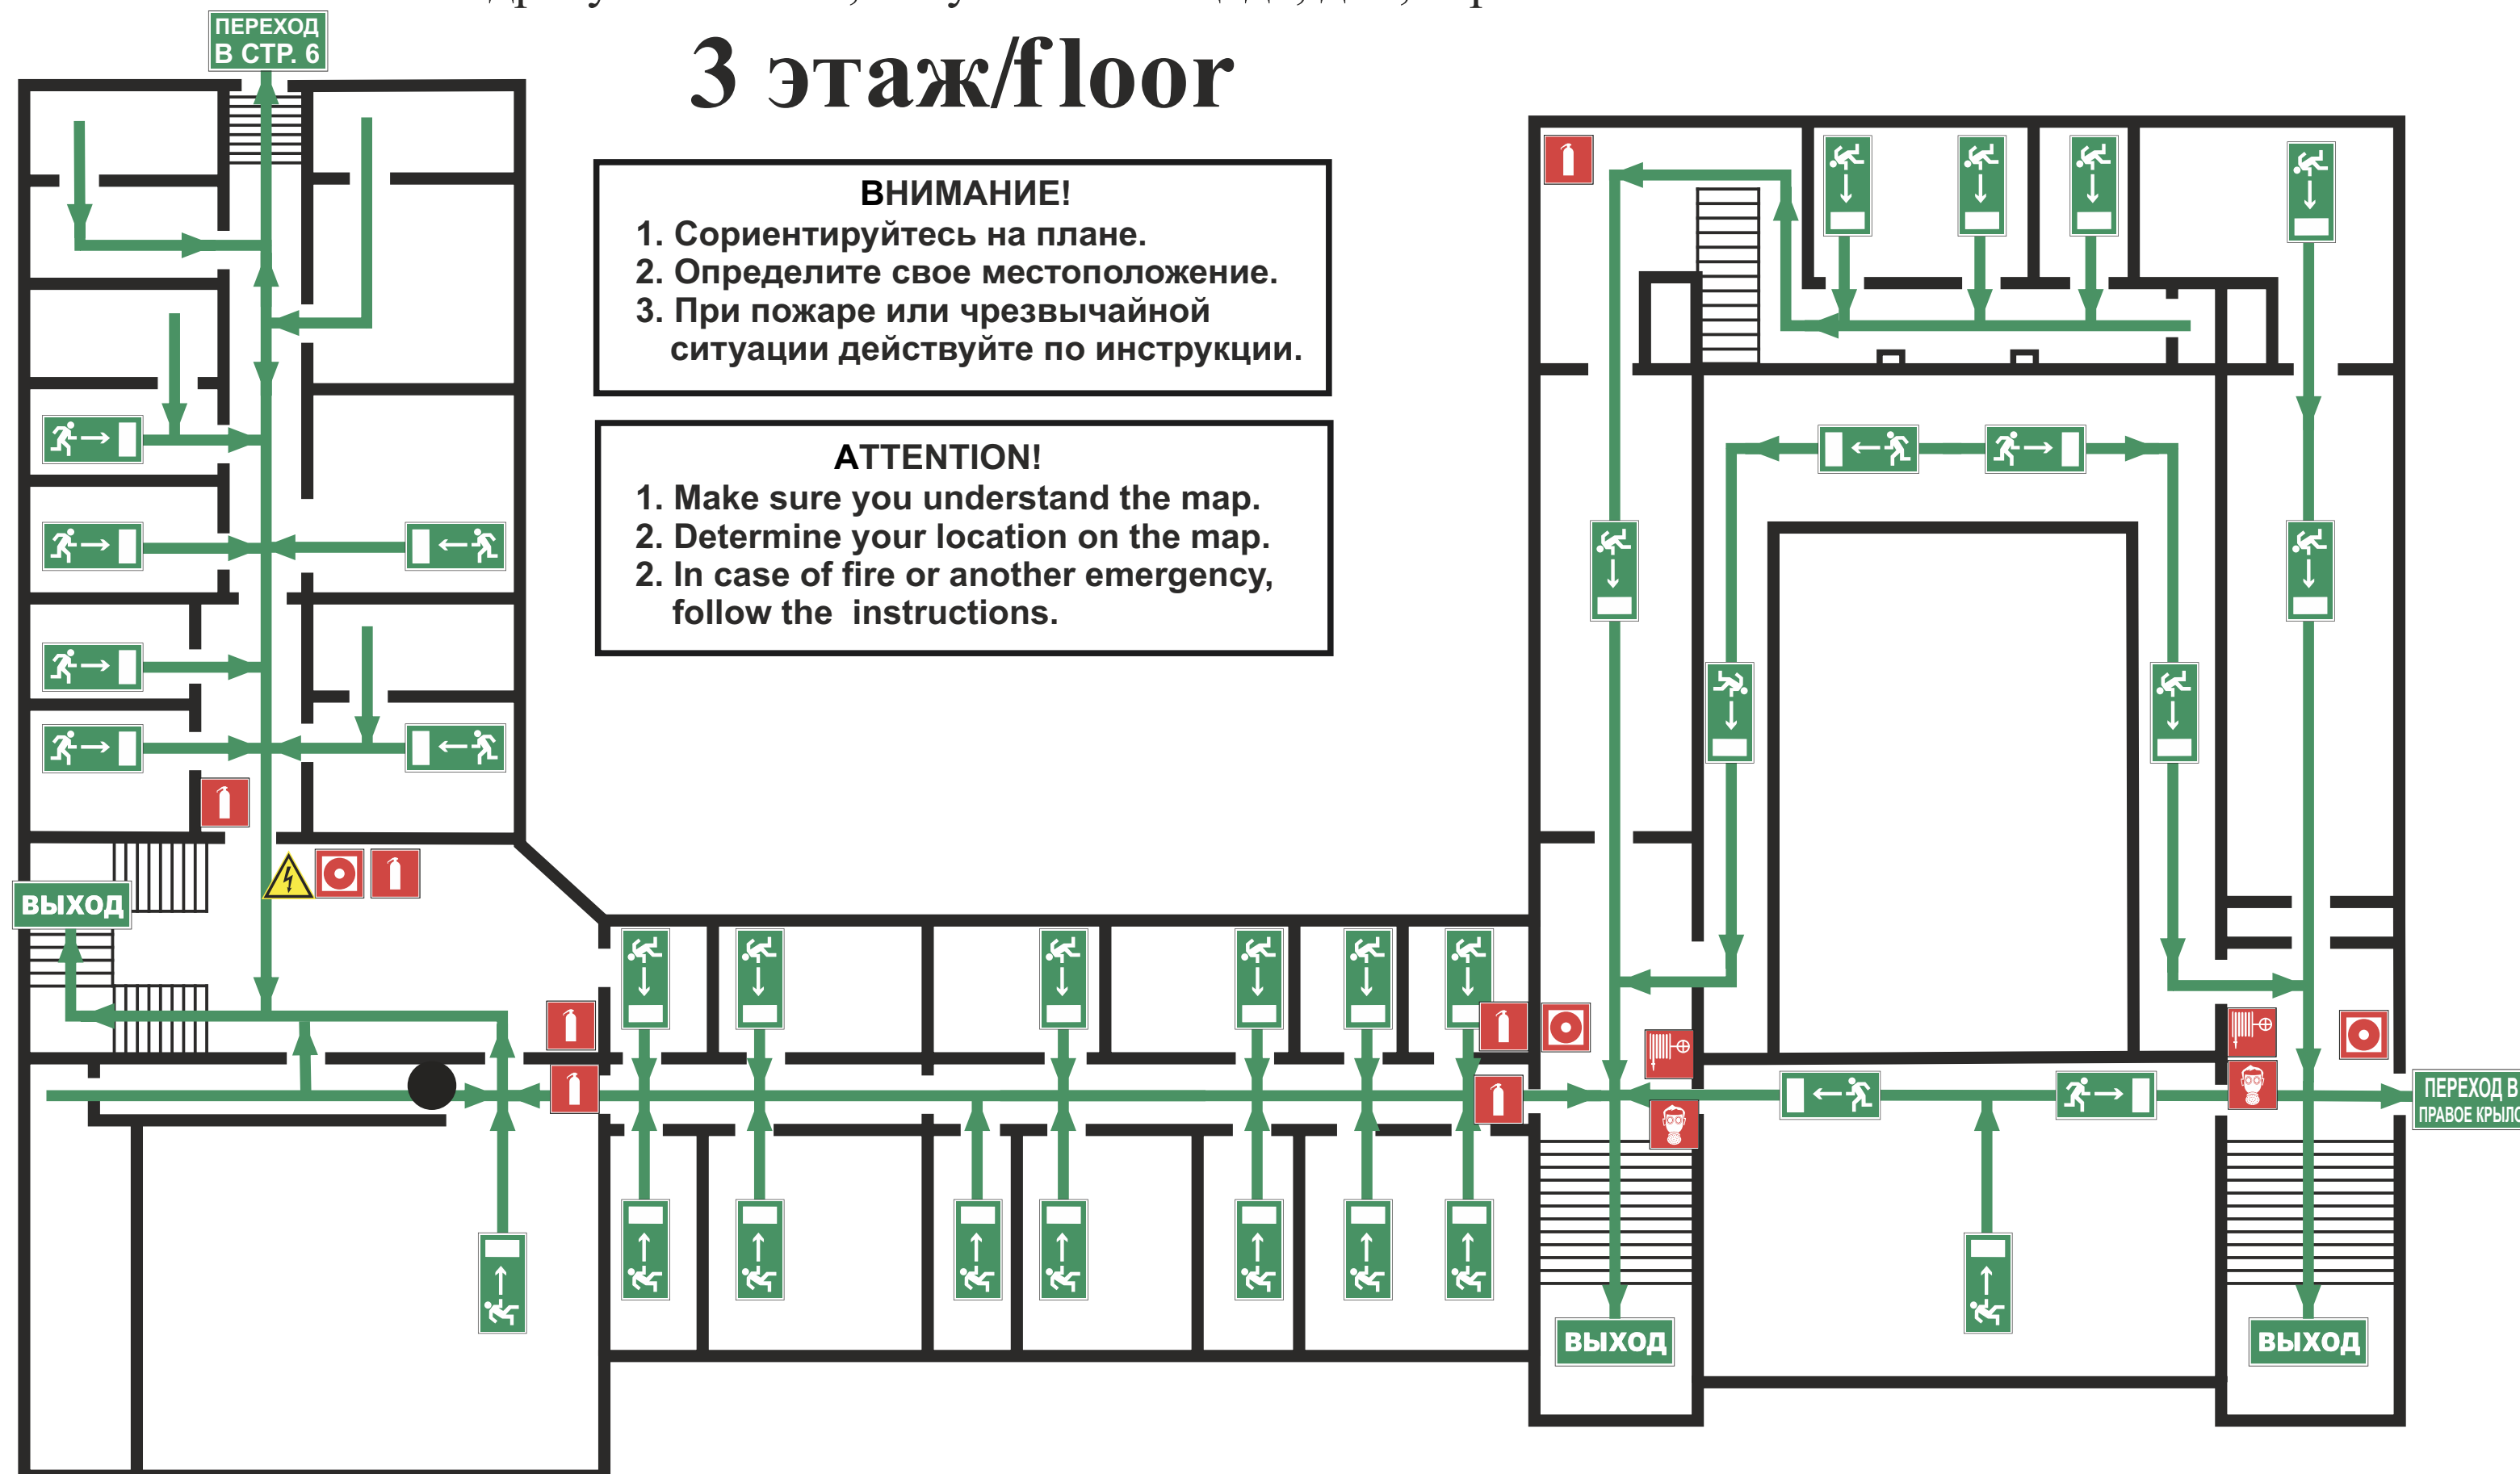 ПЕРЕХОД
В СТР. 6
3 этаж/floor
ВНИМАНИЕ!
1. Сориентируйтесь на плане.
2. Определите свое местоположение.
3. При пожаре или чрезвычайной
ситуации действуйте по инструкции.
ATTENTION!
1. Make sure you understand the map.
2. Determine your location on the map.
2. In case of fire or another emergency,
follow the instructions.
ВЫХОД
ПЕРЕХОД В
ПРАВОЕ КРЫЛО
ВЫХОД
ВЫХОД